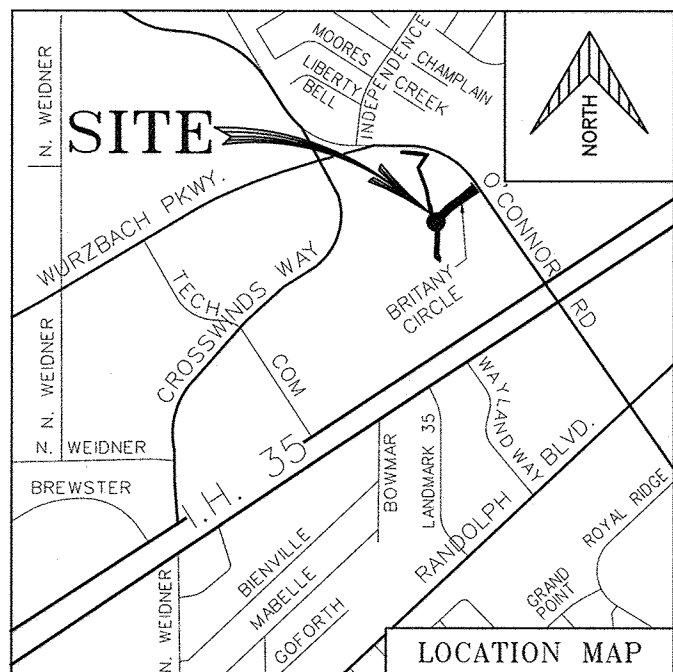 MOORES
CREEK
LIBERTY
BELL
INDEPENDENCE
CHAMPLAIN
NORTH
N. WEIDNER
SITE
WURZBACH PKWY.
TECH
COM
CROSSWINDS WAY
BRITANY
CIRCLE
O'CONNOR RD
N. WEIDNER
N. WEIDNER
BREWSTER
I.H. 35
BOWMAR
LANDMARK 35
WAYLAND WAY
RANDOLPH BLVD.
ROYAL RIDGE
BIENVILLE
MABELLE
GOFORTH
GRAND
POINT
N. WEIDNER
LOCATION MAP